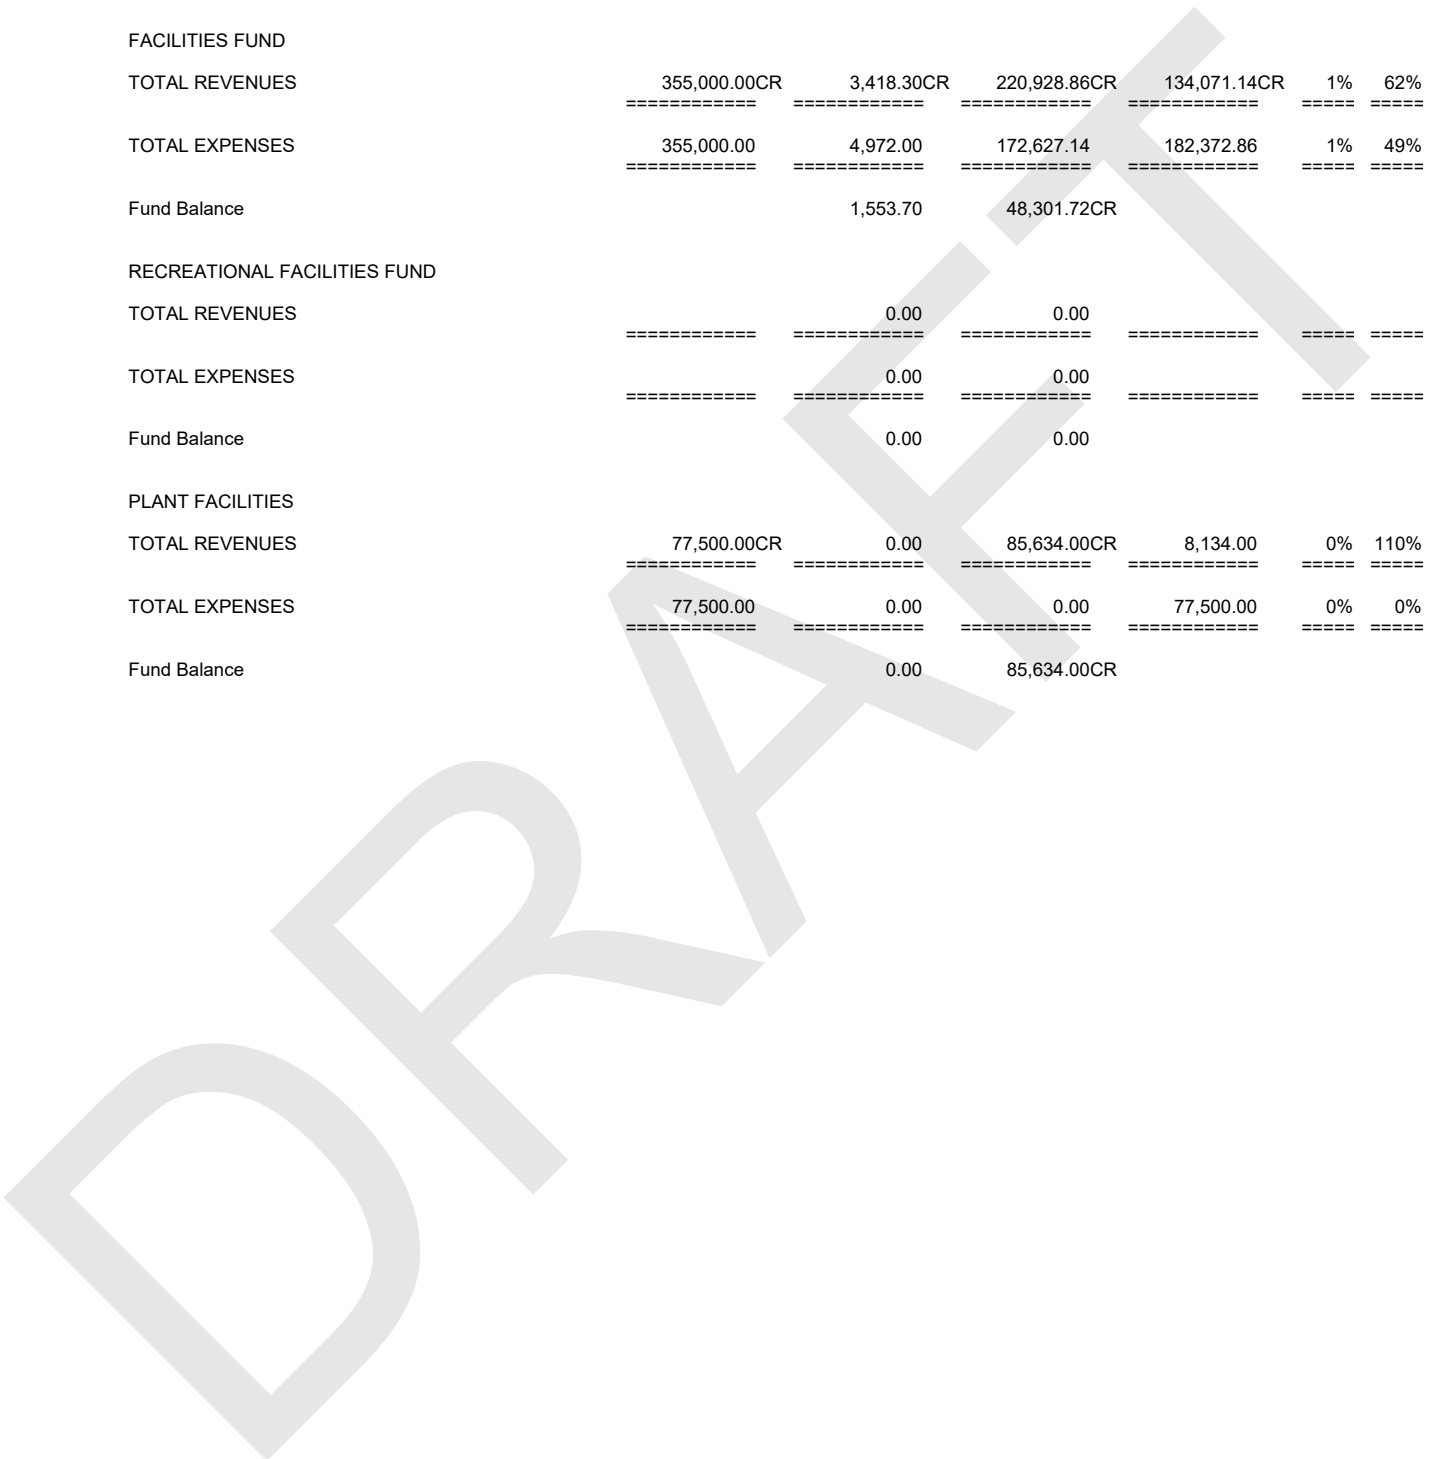 FACILITIES FUND
TOTAL REVENUES 355,000.00CR 3,418.30CR 220,928.86CR 134,071.14CR 1% 62%
============ ============ ============ ============ ===== =====
TOTAL EXPENSES 355,000.00 4,972.00 172,627.14 182,372.86 1% 49%
============ ============ ============ ============ ===== =====
Fund Balance 1,553.70 48,301.72CR
RECREATIONAL FACILITIES FUND
TOTAL REVENUES 0.00 0.00
============ ============ ============ ============ ===== =====
TOTAL EXPENSES 0.00 0.00
============ ============ ============ ============ ===== =====
Fund Balance 0.00 0.00
PLANT FACILITIES
TOTAL REVENUES 77,500.00CR 0.00 85,634.00CR 8,134.00 0% 110%
============ ============ ============ ============ ===== =====
TOTAL EXPENSES 77,500.00 0.00 0.00 77,500.00 0% 0%
============ ============ ============ ============ ===== =====
Fund Balance 0.00 85,634.00CR
DRAFT